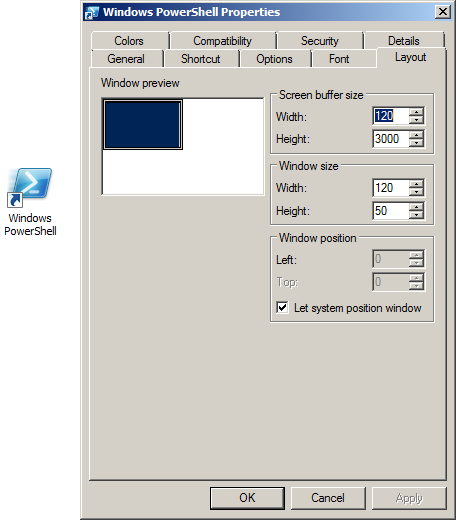 Windows PowerShell Properties
Colors Compatibility Security Details
General Shortcut Options Font Layout
Window preview
Screen buffer size
Width: 120
Height: 3000
Window size
Width: 120
Height: 50
Window position
Left: 0
Top: 0
Let system position window
OK Cancel Apply
Windows
PowerShell